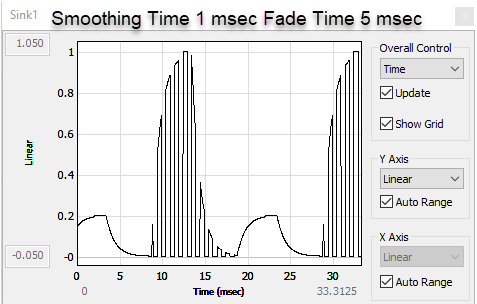 Sink1
Smoothing Time 1 msec Fade Time 5 msec
1.050
-0.050
Linear
1
0.8
0.6
0.4
0.2
-0
0 5 10 15 20 25 30
Time (msec)
0
33.3125
Overall Control
Time
Update
Show Grid
Y Axis
Linear
Auto Range
X Axis
Linear
Auto Range